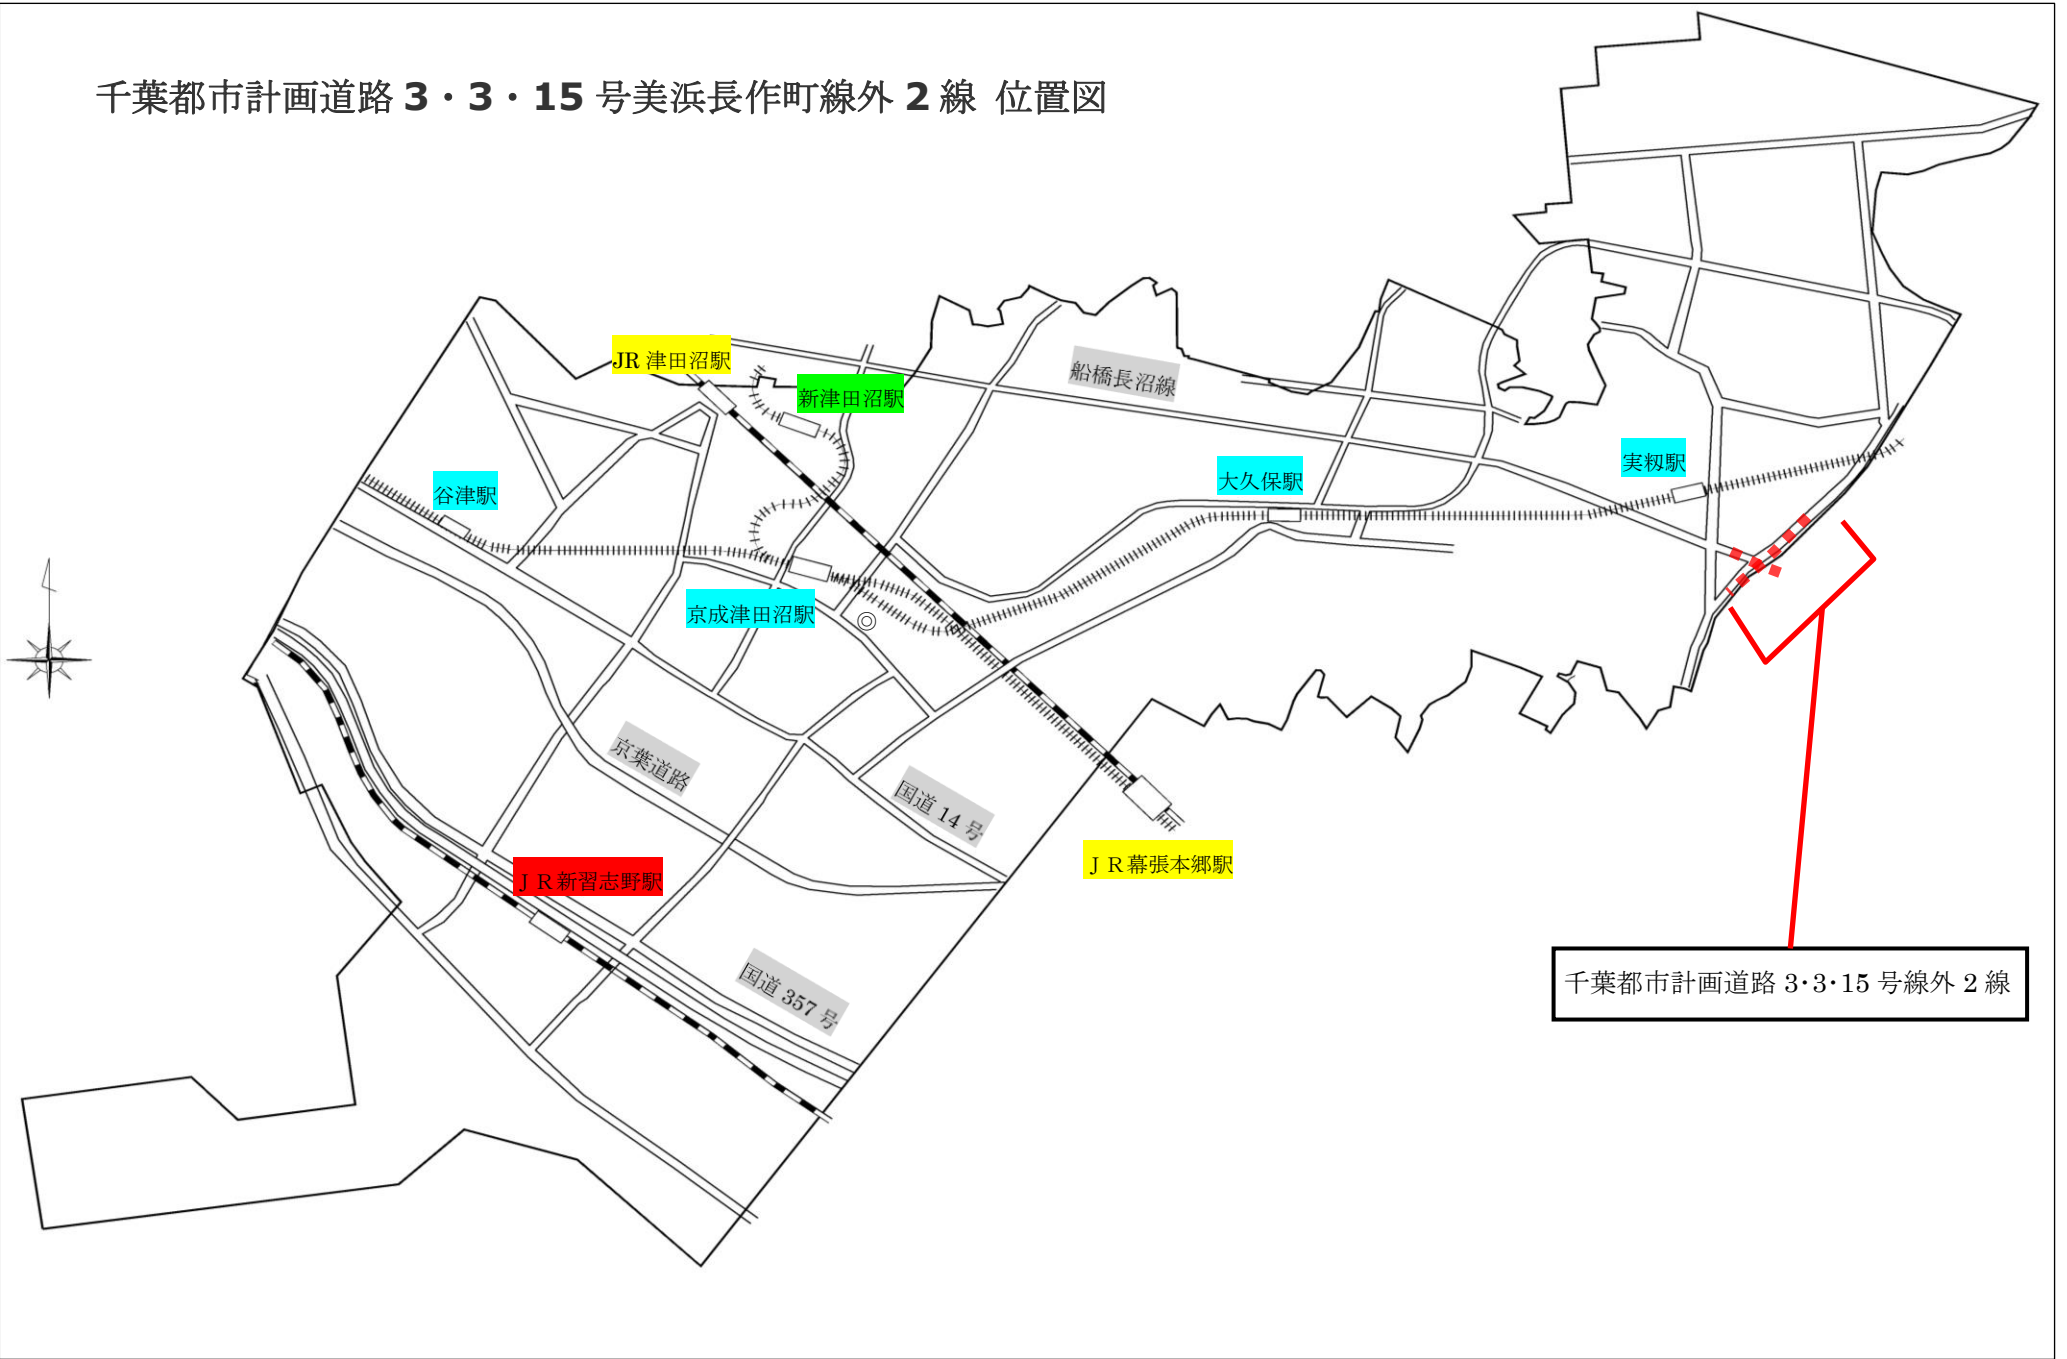 千葉都市計画道路 3・3・15 号美浜長作町線外 2 線 位置図
JR 津田沼駅
新津田沼駅
船橋長沼線
実籾駅
大久保駅
谷津駅
京成津田沼駅
京葉道路
国道 14 号
JR幕張本郷駅
JR新習志野駅
国道 357 号
千葉都市計画道路 3・3・15 号線外 2 線